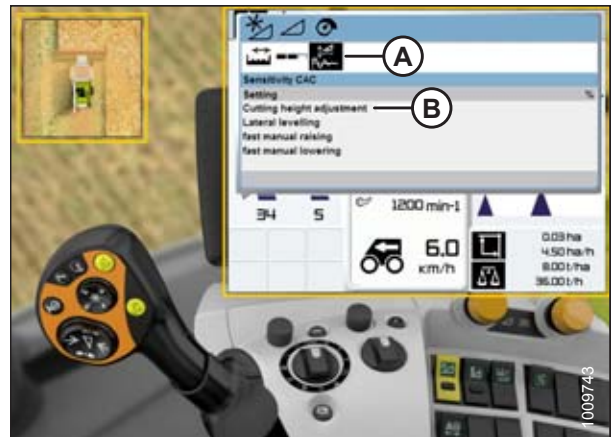 A
Sensitivity CAC
Setting %
Cutting height adjustment
B
Lateral levelling
fast manual raising
fast manual lowering
34 5
1200 min-1
6.0
km/h
0.03 ha
4.50 ha/h
8.00 t/ha
36.00 t/h
1009743